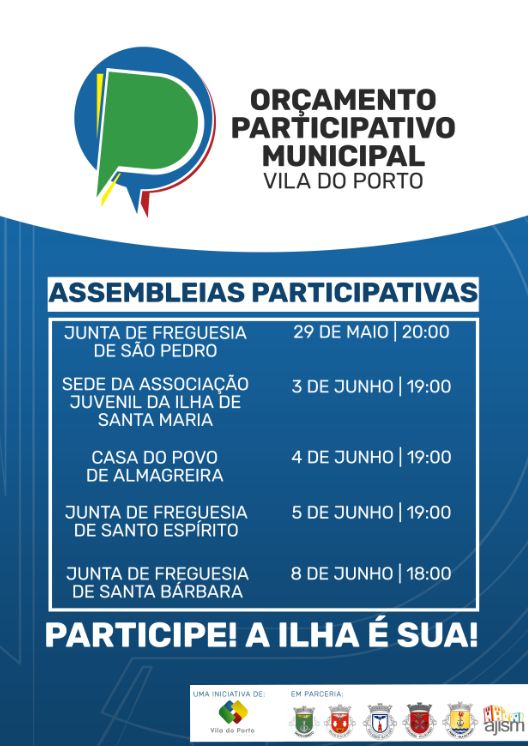 ORÇAMENTO
PARTICIPATIVO
MUNICIPAL
VILA DO PORTO
ASSEMBLEIAS PARTICIPATIVAS
JUNTA DE FREGUESIA
DE SÃO PEDRO
29 DE MAIO | 20:00
SEDE DA ASSOCIAÇÃO
JUVENIL DA ILHA DE
SANTA MARIA
3 DE JUNHO | 19:00
CASA DO POVO
DE ALMAGREIRA
4 DE JUNHO | 19:00
JUNTA DE FREGUESIA
DE SANTO ESPÍRITO
5 DE JUNHO | 19:00
JUNTA DE FREGUESIA
DE SANTA BÁRBARA
8 DE JUNHO | 18:00
PARTICIPE! A ILHA É SUA!
UMA INICIATIVA DE:
Vila do Porto
EM PARCERIA:
ajism